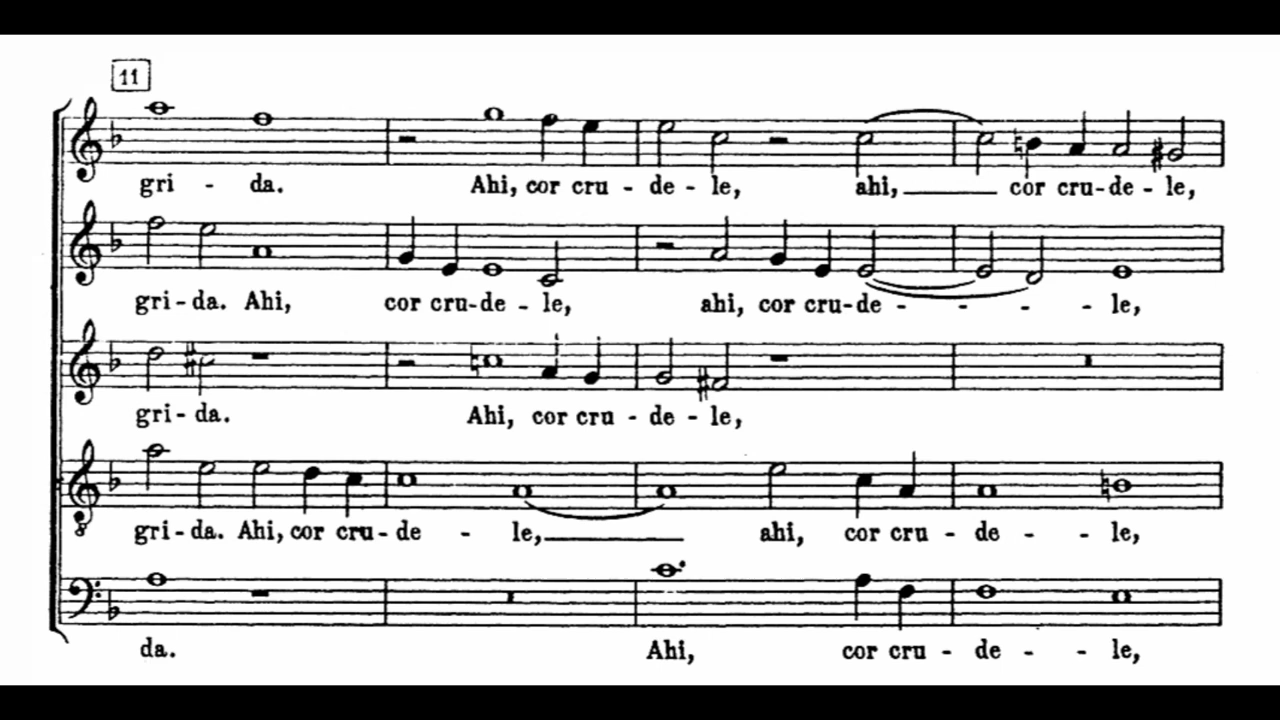 11
gri - da. Ahi, cor cru - de - le, ahi, cor cru - de - le,
gri - da. Ahi, cor cru - de - le, ahi, cor cru - de - - - le,
gri - da. Ahi, cor cru - de - le,
gri - da. Ahi, cor cru - de - le, ahi, cor cru - de - - le,
8
da. Ahi, cor cru - de - - le,